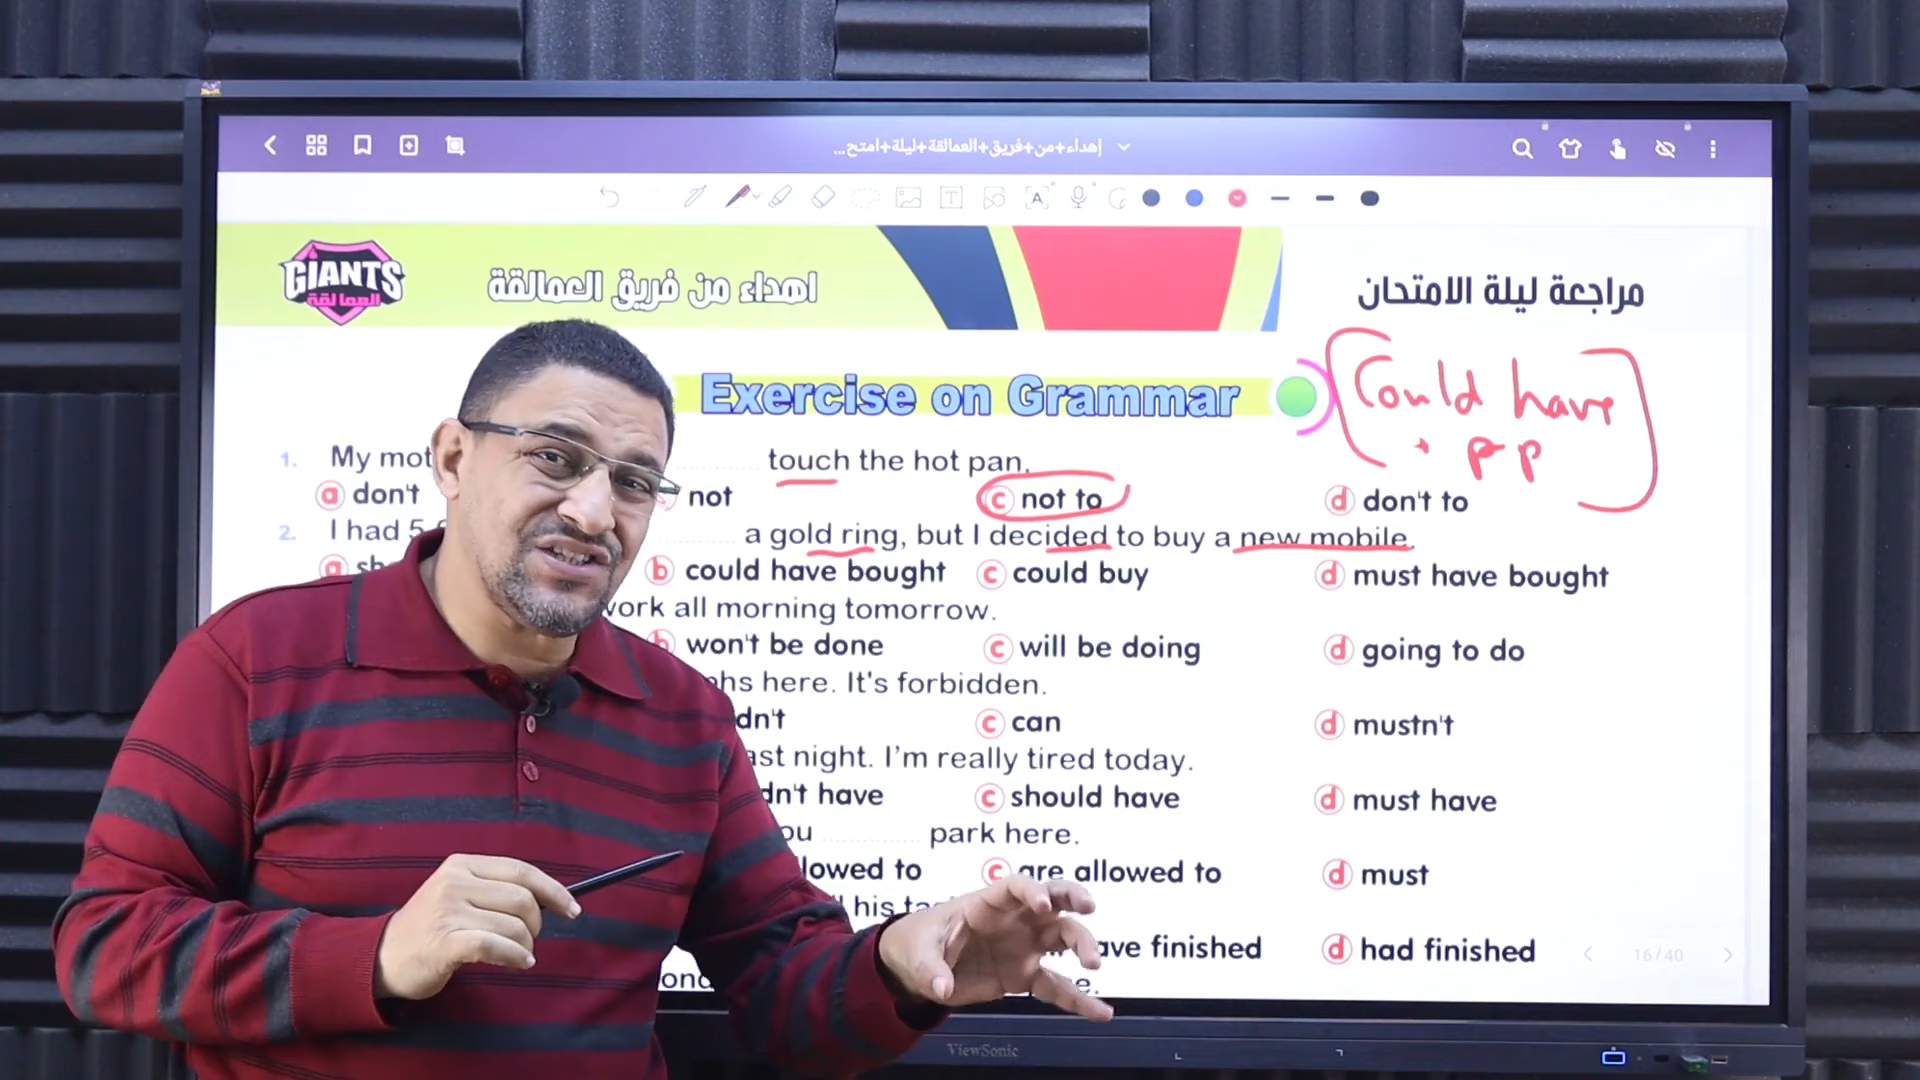 إهداء+من+فريق+العمالقة+ليلة+امتح...
GIANTS
العمالقة
اهداء من فريق العمالقة
مراجعة ليلة الامتحان
Exercise on Grammar
Could have
+ p p
1. My mot ............ touch the hot pan.
a don't not c not to d don't to
2. I had 5 ............ a gold ring, but I decided to buy a new mobile.
a sh b could have bought c could buy d must have bought
work all morning tomorrow.
b won't be done c will be doing d going to do
phs here. It's forbidden.
dn't c can d mustn't
ast night. I'm really tired today.
dn't have c should have d must have
ou ............ park here.
lowed to c are allowed to d must
his ta
ave finished d had finished
16/40
ond
e.
ViewSonic